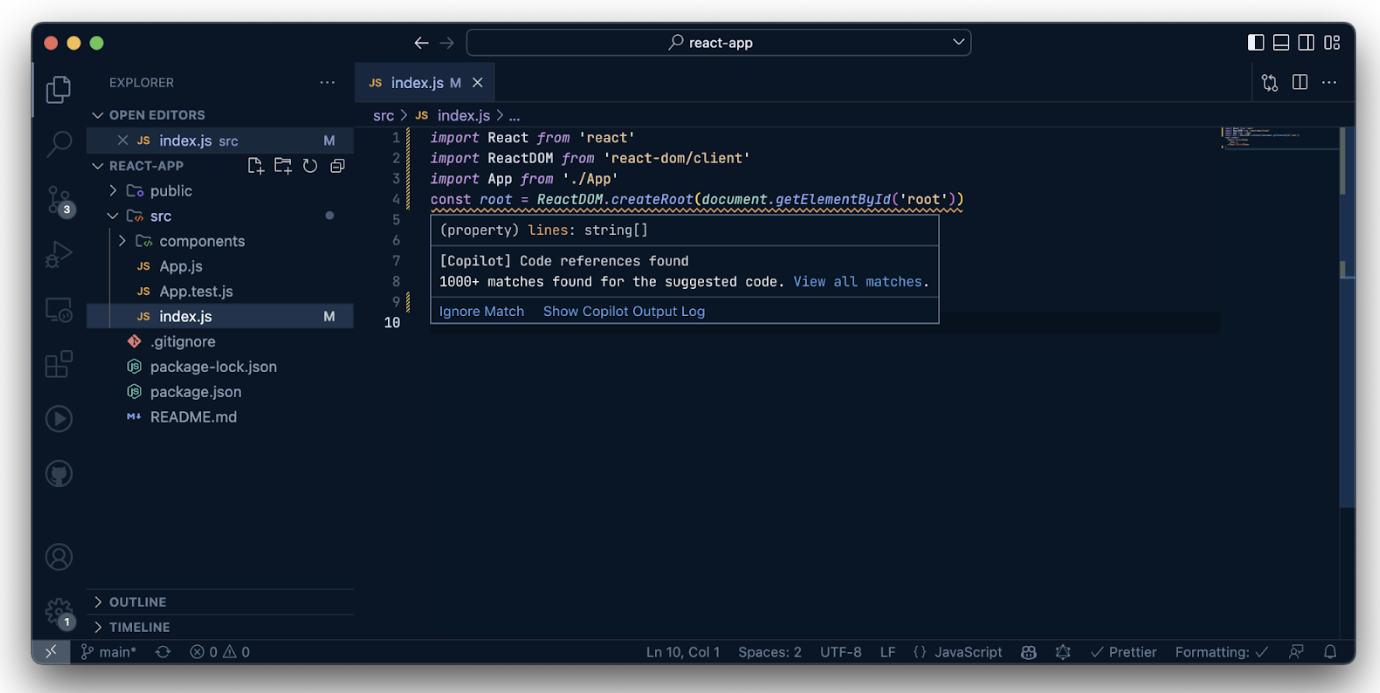 react-app
EXPLORER
index.js M
OPEN EDITORS
src > JS index.js > ...
JS index.js src M
REACT-APP
public
src
components
JS App.js
JS App.test.js
JS index.js M
.gitignore
package-lock.json
package.json
README.md
OUTLINE
TIMELINE
3
1
1 import React from 'react'
2 import ReactDOM from 'react-dom/client'
3 import App from './App'
4 const root = ReactDOM.createRoot(document.getElementById('root'))
5
6
7
8
9
10
(property) lines: string[]
[Copilot] Code references found
1000+ matches found for the suggested code. View all matches.
Ignore Match Show Copilot Output Log
main* 0 0 Ln 10, Col 1 Spaces: 2 UTF-8 LF {} JavaScript Prettier Formatting: